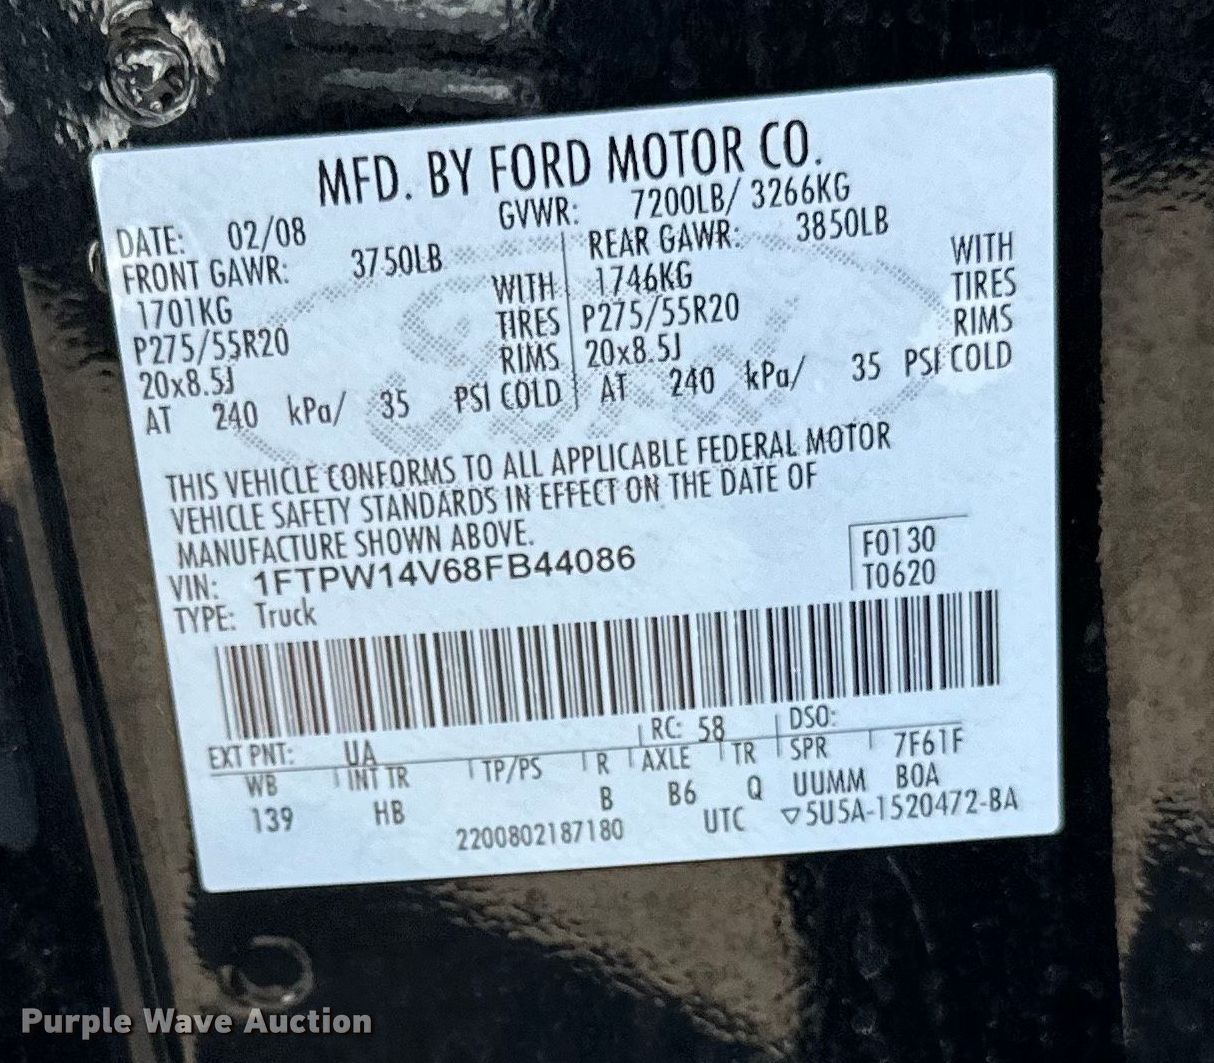 MFD. BY FORD MOTOR CO.
DATE: 02/08 GVWR: 7200LB/ 3266KG
FRONT GAWR: 3750LB REAR GAWR: 3850LB
1701KG WITH 1746KG WITH
P275/55R20 TIRES P275/55R20 TIRES
20x8.5J RIMS 20x8.5J RIMS
AT 240 kPa/ 35 PSI COLD AT 240 kPa/ 35 PSI COLD
THIS VEHICLE CONFORMS TO ALL APPLICABLE FEDERAL MOTOR
VEHICLE SAFETY STANDARDS IN EFFECT ON THE DATE OF
MANUFACTURE SHOWN ABOVE.
VIN: 1FTPW14V68FB44086 F0130
TYPE: Truck T0620
EXT PNT: UA RC: 58 DSO:
WB INT TR TP/PS R AXLE TR SPR 7F61F
139 HB B B6 Q UUMM BOA
2200802187180 UTC ▽5U5A-1520472-BA
Purple Wave Auction